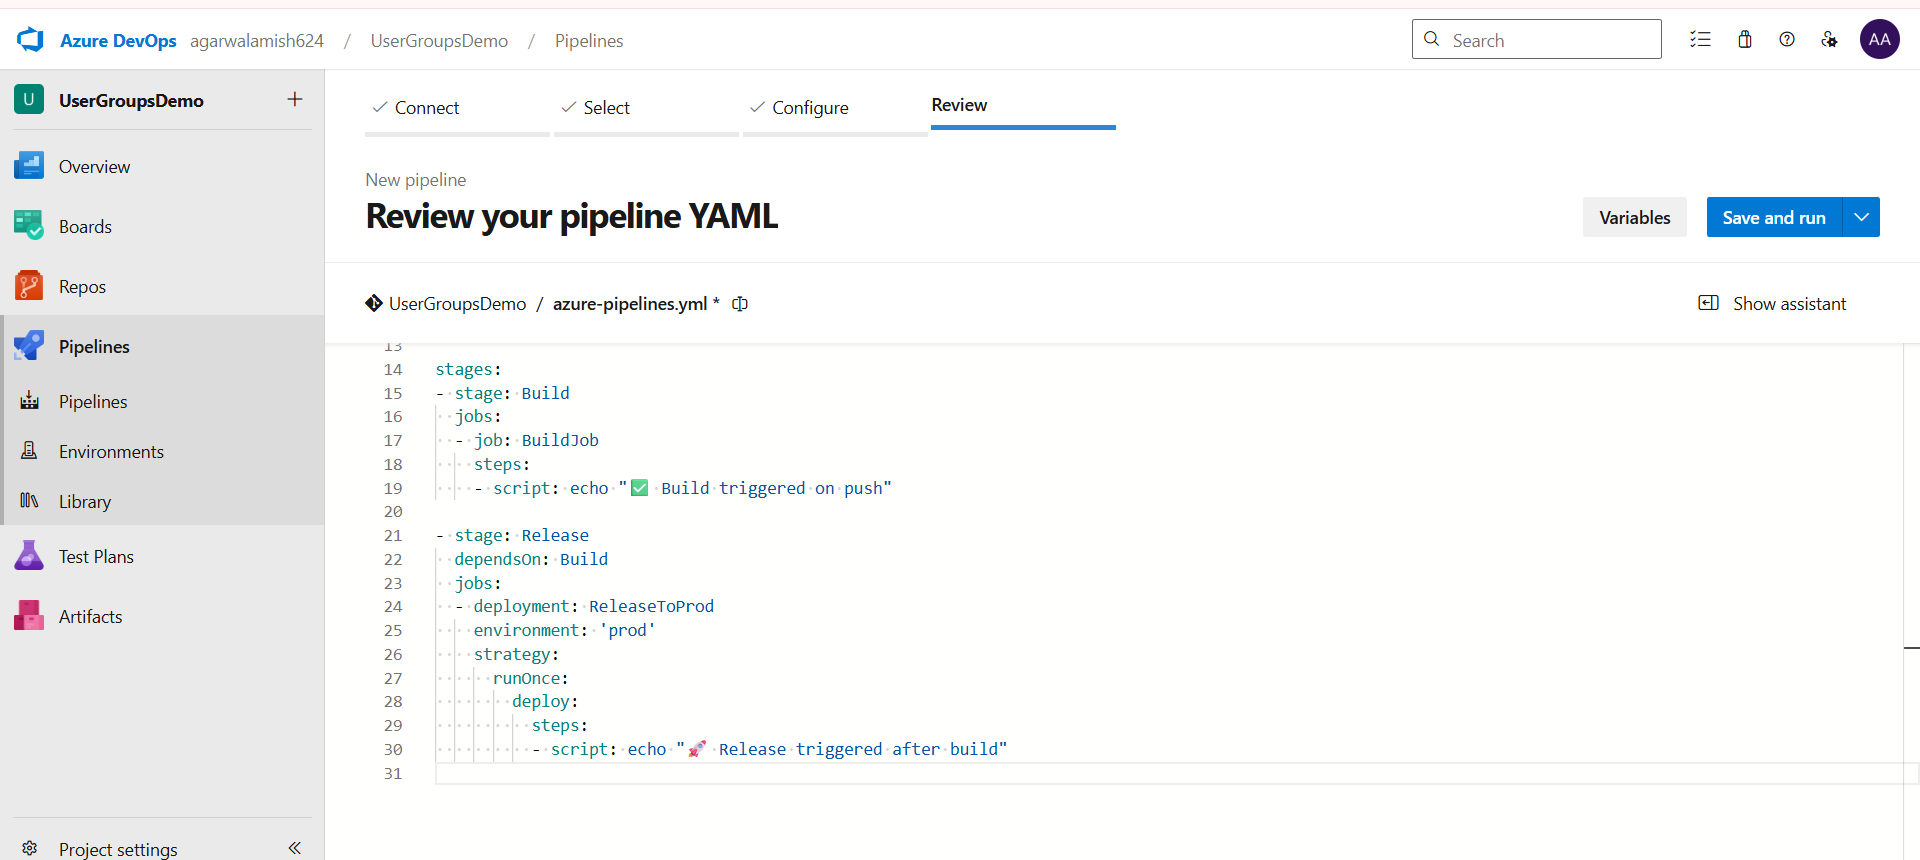 Azure DevOps agarwalamish624 / UserGroupsDemo / Pipelines
Search
AA
U UserGroupsDemo +
Overview
Boards
Repos
Pipelines
Pipelines
Environments
Library
Test Plans
Artifacts
Project settings
Connect Select Configure Review
New pipeline
Review your pipeline YAML
Variables Save and run
UserGroupsDemo / azure-pipelines.yml *
Show assistant
13
14 stages:
15 - stage: Build
16 jobs:
17 - job: BuildJob
18 steps:
19 - script: echo "✅ Build triggered on push"
20
21 - stage: Release
22 dependsOn: Build
23 jobs:
24 - deployment: ReleaseToProd
25 environment: 'prod'
26 strategy:
27 runOnce:
28 deploy:
29 steps:
30 - script: echo "🚀 Release triggered after build"
31